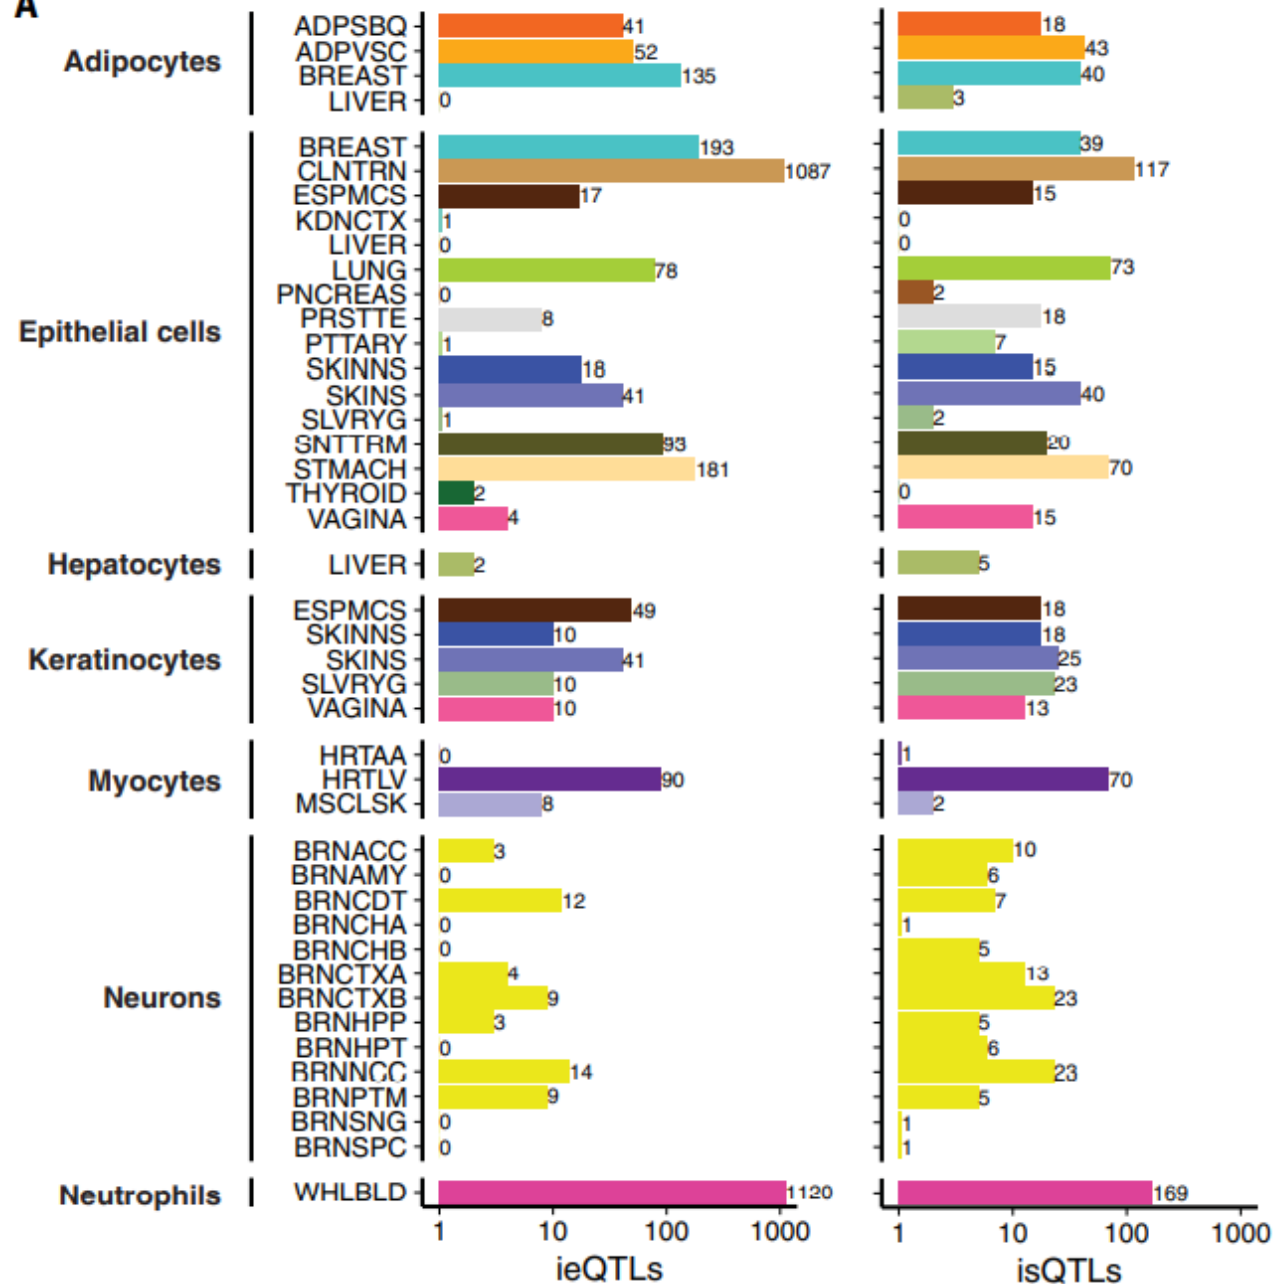 A
Adipocytes
ADPSBQ 41 18
ADPVSC 52 43
BREAST 135 40
LIVER 0 3
Epithelial cells
BREAST 193 39
CLNTRN 1087 117
ESPMCS 17 15
KDNCTX 1 0
LIVER 0 0
LUNG 78 73
PNCREAS 0 2
PRSTTE 8 18
PTTARY 1 7
SKINNS 18 15
SKINS 41 40
SLVRYG 1 2
SNTTRM 93 20
STMACH 181 70
THYROID 2 0
VAGINA 4 15
Hepatocytes
LIVER 2 5
Keratinocytes
ESPMCS 49 18
SKINNS 10 18
SKINS 41 25
SLVRYG 10 23
VAGINA 10 13
Myocytes
HRTAA 0 1
HRTLV 90 70
MSCLSK 8 2
Neurons
BRNACC 3 10
BRNAMY 0 6
BRNCDT 12 7
BRNCHA 0 1
BRNCHB 0 5
BRNCTXA 4 13
BRNCTXB 9 23
BRNHPP 3 5
BRNHPT 0 6
BRNNCC 14 23
BRNPTM 9 5
BRNSNG 0 1
BRNSPC 0 1
Neutrophils
WHLBLD 1120 169
1 10 100 1000 1 10 100 1000
ieQTLs isQTLs